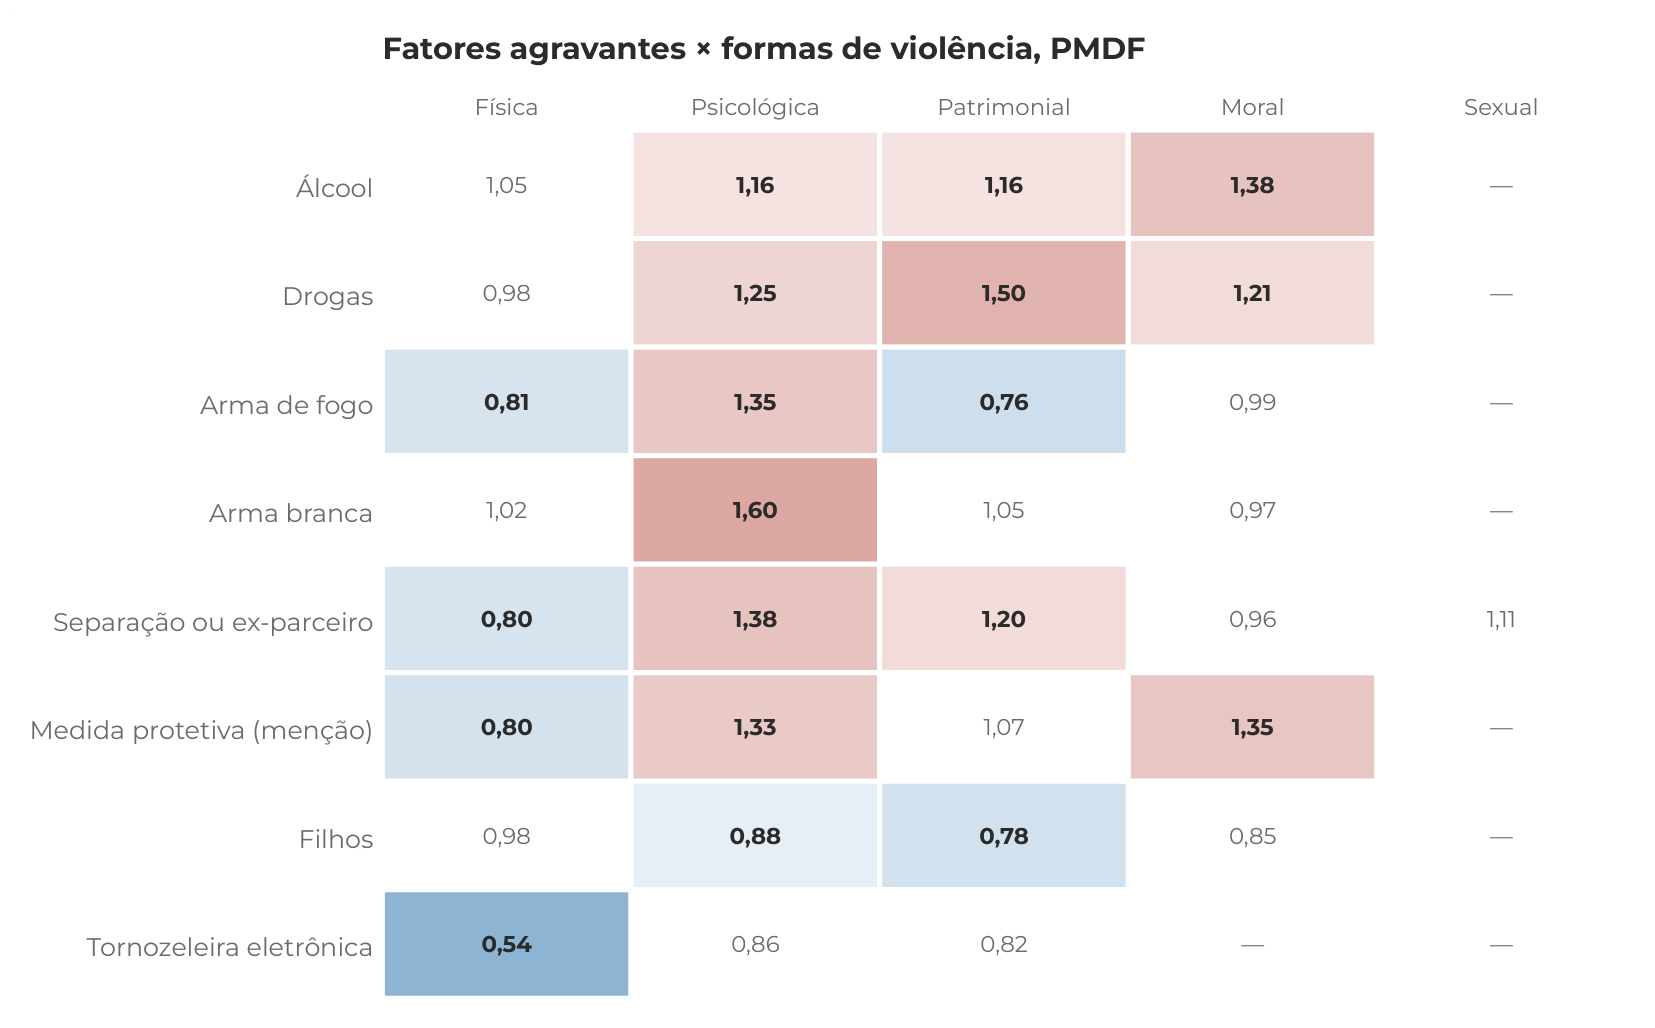 Fatores agravantes × formas de violência, PMDF
Física Psicológica Patrimonial Moral Sexual
Álcool 1,05 1,16 1,16 1,38 —
Drogas 0,98 1,25 1,50 1,21 —
Arma de fogo 0,81 1,35 0,76 0,99 —
Arma branca 1,02 1,60 1,05 0,97 —
Separação ou ex-parceiro 0,80 1,38 1,20 0,96 1,11
Medida protetiva (menção) 0,80 1,33 1,07 1,35 —
Filhos 0,98 0,88 0,78 0,85 —
Tornozeleira eletrônica 0,54 0,86 0,82 — —